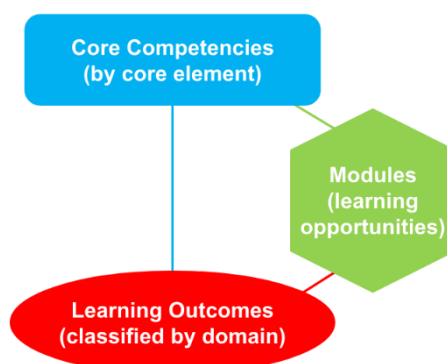 Core Competencies
(by core element)
Modules
(learning
opportunities)
Learning Outcomes
(classified by domain)